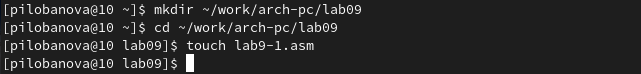 [pilobanova@10 ~]$ mkdir ~/work/arch-pc/lab09
[pilobanova@10 ~]$ cd ~/work/arch-pc/lab09
[pilobanova@10 lab09]$ touch lab9-1.asm
[pilobanova@10 lab09]$